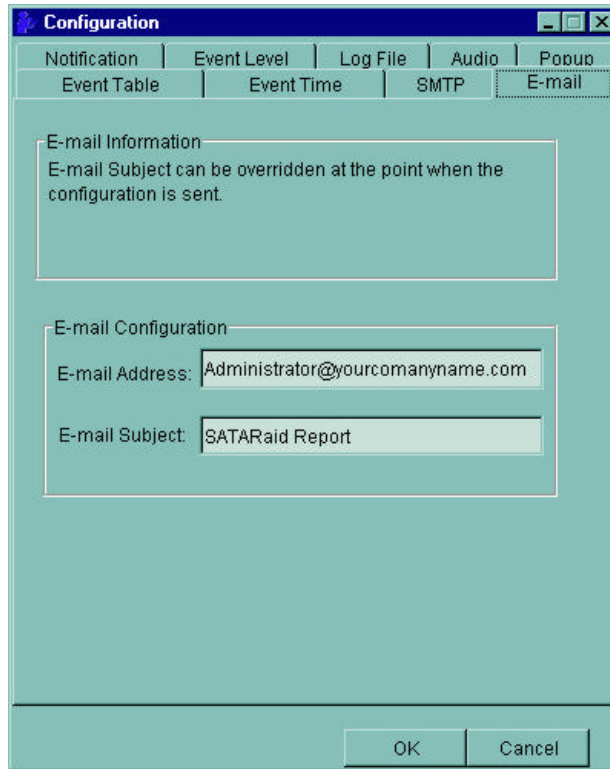 Configuration
Notification Event Level Log File Audio Popup
Event Table Event Time SMTP E-mail
E-mail Information
E-mail Subject can be overridden at the point when the
configuration is sent.
E-mail Configuration
E-mail Address: Administrator@yourcomanyname.com
E-mail Subject: SATARaid Report
OK Cancel